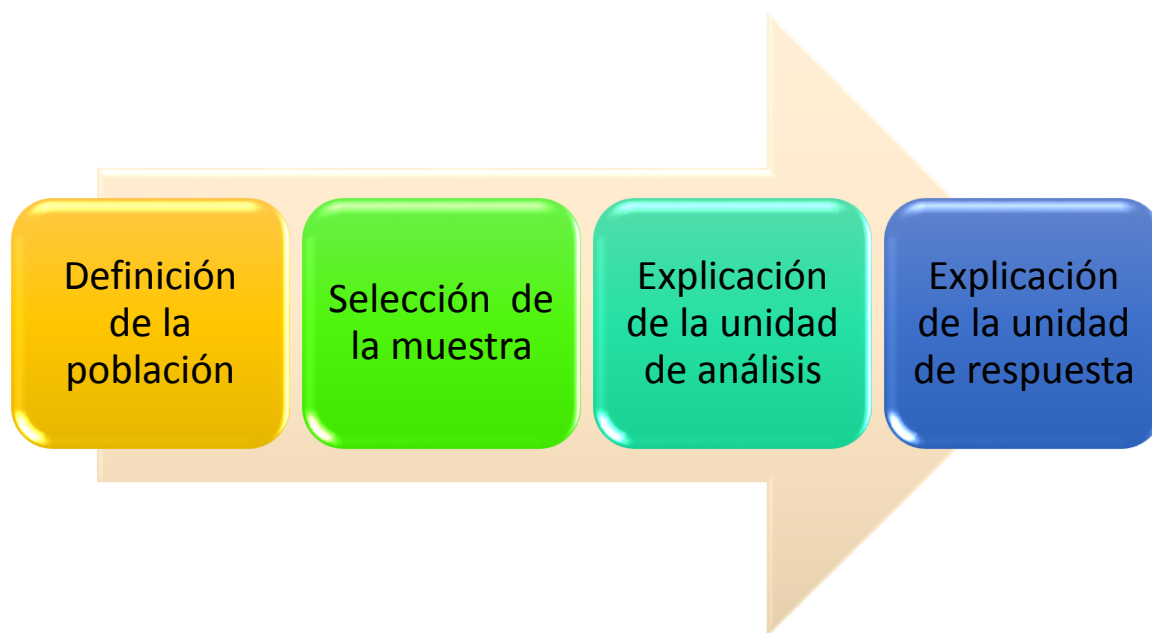 Definición
de la
población
Selección de
la muestra
Explicación
de la unidad
de análisis
Explicación
de la unidad
de respuesta